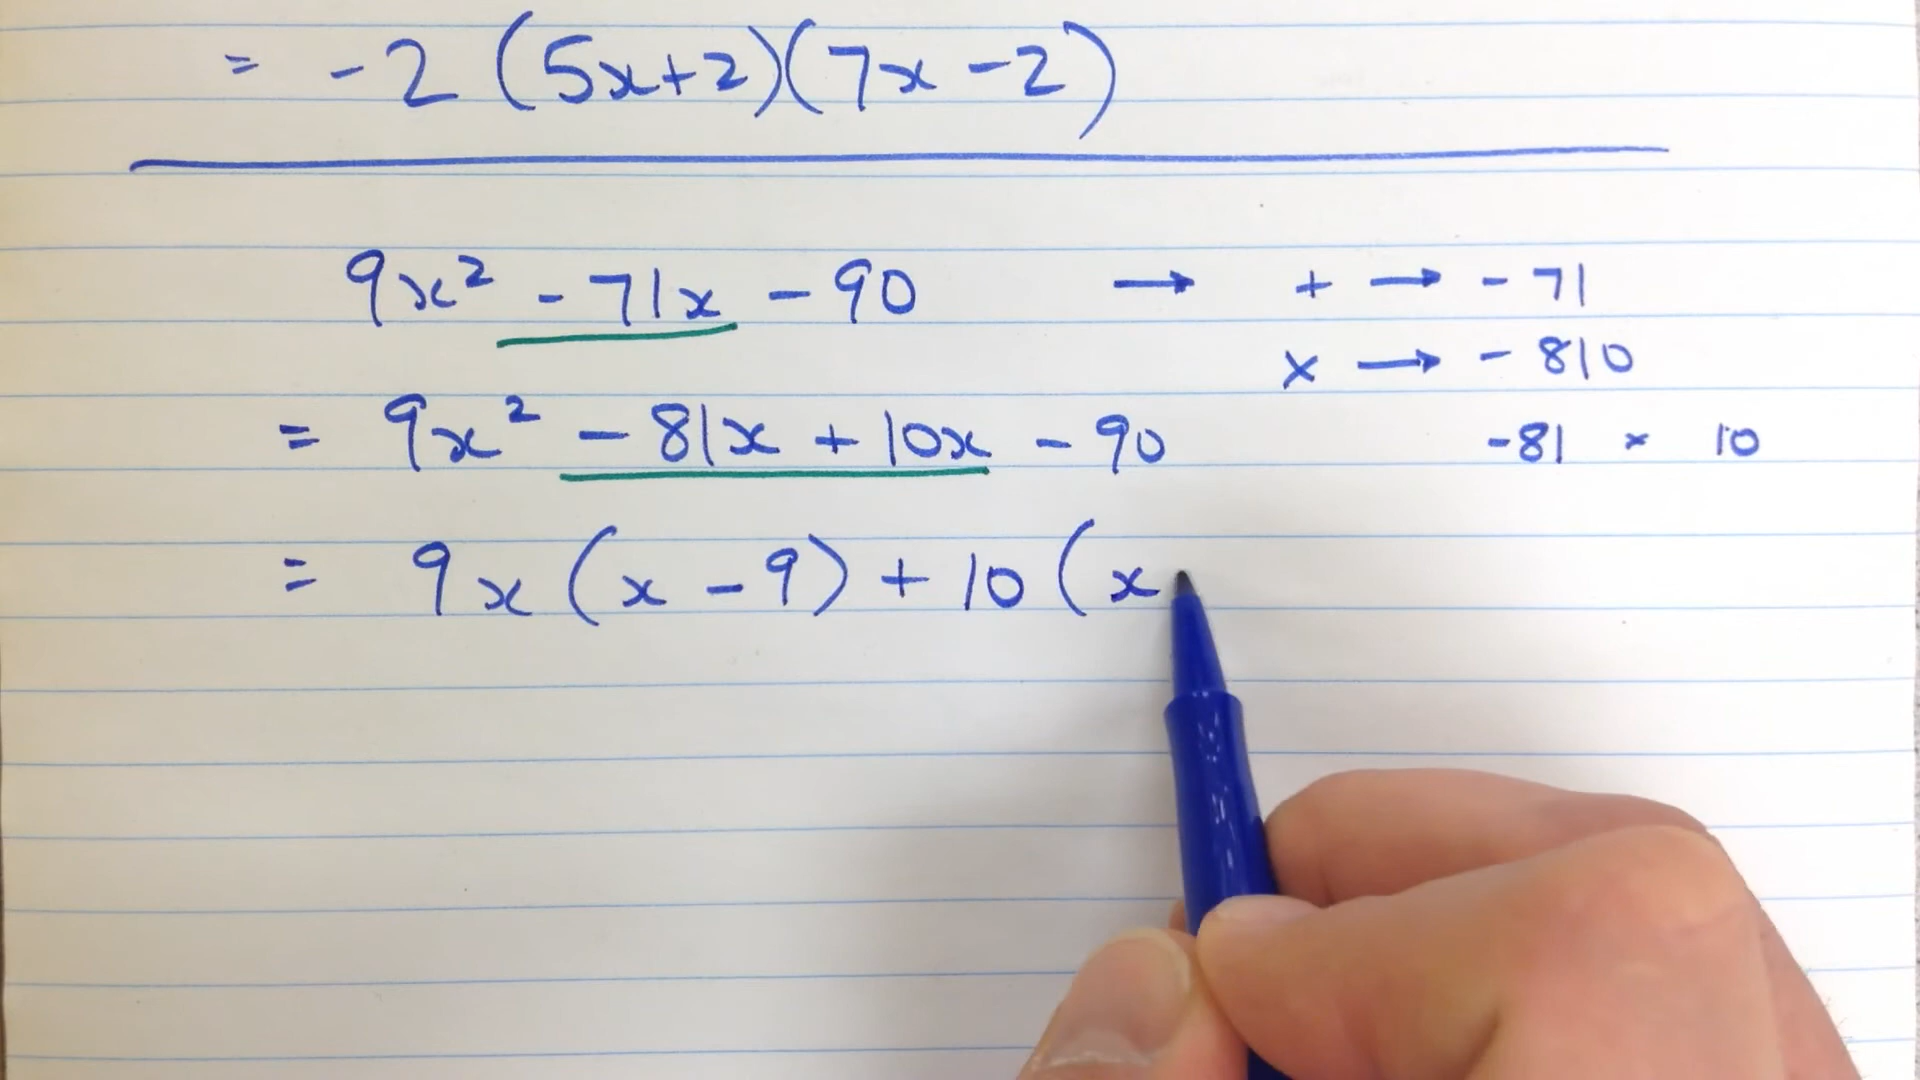 = -2 (5x+2)(7x-2)
9x² - 71x - 90 → + → - 71
x → - 810
= 9x² - 81x + 10x - 90 -81 × 10
= 9x (x - 9) + 10 (x